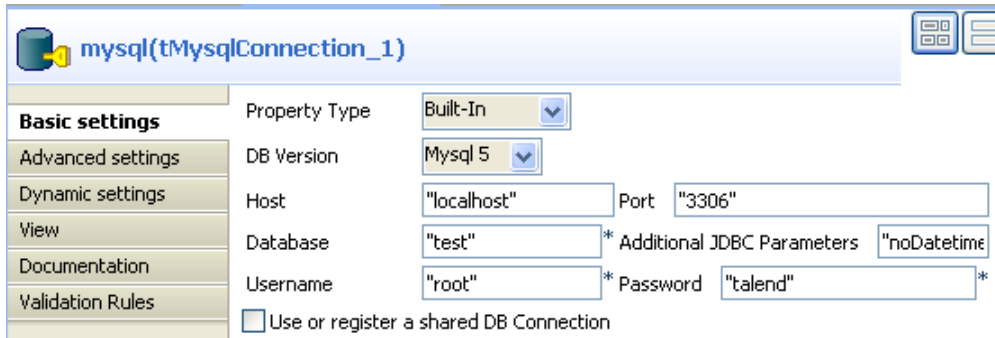 mysql(tMysqlConnection_1)
Basic settings
Advanced settings
Dynamic settings
View
Documentation
Validation Rules
Property Type Built-In
DB Version Mysql 5
Host "localhost" Port "3306"
Database "test" * Additional JDBC Parameters "noDatetime
Username "root" * Password "talend" *
Use or register a shared DB Connection